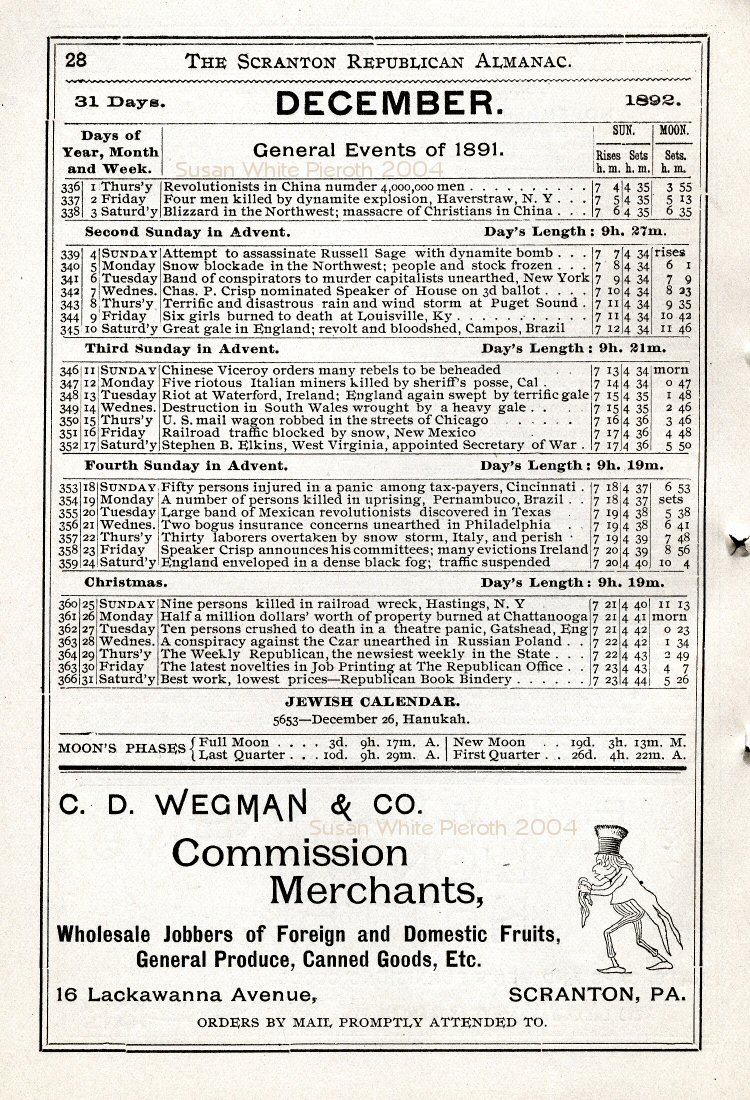 28 THE SCRANTON REPUBLICAN ALMANAC.
31 Days. DECEMBER. 1892.
Days of Year, Month and Week. General Events of 1891. SUN. MOON.
Rises h. m. Sets h. m. Sets. h. m.
Susan White Pieroth 2004
336 1 Thurs'y Revolutionists in China numder 4,000,000 men . . . . . . . . . . 7 4 4 35 3 55
337 2 Friday Four men killed by dynamite explosion, Haverstraw, N. Y . . . 7 5 4 35 5 13
338 3 Saturd'y Blizzard in the Northwest; massacre of Christians in China . . . 7 6 4 35 6 35
Second Sunday in Advent. Day's Length: 9h. 27m.
339 4 SUNDAY Attempt to assassinate Russell Sage with dynamite bomb . . . 7 7 4 34 rises
340 5 Monday Snow blockade in the Northwest; people and stock frozen . . . 7 8 4 34 6 1
341 6 Tuesday Band of conspirators to murder capitalists unearthed, New York 7 9 4 34 7 9
342 7 Wednes. Chas. P. Crisp nominated Speaker of House on 3d ballot . . . . 7 10 4 34 8 23
343 8 Thurs'y Terrific and disastrous rain and wind storm at Puget Sound . 7 11 4 34 9 35
344 9 Friday Six girls burned to death at Louisville, Ky . . . . . . . . . . 7 11 4 34 10 42
345 10 Saturd'y Great gale in England; revolt and bloodshed, Campos, Brazil 7 12 4 34 11 46
Third Sunday in Advent. Day's Length: 9h. 21m.
346 11 SUNDAY Chinese Viceroy orders many rebels to be beheaded 7 13 4 34 morn
347 12 Monday Five riotous Italian miners killed by sheriff's posse, Cal . 7 14 4 34 0 47
348 13 Tuesday Riot at Waterford, Ireland; England again swept by terrific gale 7 15 4 35 1 48
349 14 Wednes. Destruction in South Wales wrought by a heavy gale . . 7 15 4 35 2 46
350 15 Thurs'y U. S. mail wagon robbed in the streets of Chicago . . . . . . 7 16 4 36 3 46
351 16 Friday Railroad traffic blocked by snow, New Mexico 7 17 4 36 4 48
352 17 Saturd'y Stephen B. Elkins, West Virginia, appointed Secretary of War . 7 17 4 36 5 50
Fourth Sunday in Advent. Day's Length: 9h. 19m.
353 18 SUNDAY Fifty persons injured in a panic among tax-payers, Cincinnati . 7 18 4 37 6 53
354 19 Monday A number of persons killed in uprising, Pernambuco, Brazil . . 7 18 4 37 sets
355 20 Tuesday Large band of Mexican revolutionists discovered in Texas 7 19 4 38 5 38
356 21 Wednes. Two bogus insurance concerns unearthed in Philadelphia 7 19 4 38 6 41
357 22 Thurs'y Thirty laborers overtaken by snow storm, Italy, and perish 7 19 4 39 7 48
358 23 Friday Speaker Crisp announces his committees; many evictions Ireland 7 20 4 39 8 56
359 24 Saturd'y England enveloped in a dense black fog; traffic suspended 7 20 4 40 10 4
Christmas. Day's Length: 9h. 19m.
360 25 SUNDAY Nine persons killed in railroad wreck, Hastings, N. Y 7 21 4 40 11 13
361 26 Monday Half a million dollars' worth of property burned at Chattanooga 7 21 4 41 morn
362 27 Tuesday Ten persons crushed to death in a theatre panic, Gatshead, Eng 7 21 4 42 0 23
363 28 Wednes. A conspiracy against the Czar unearthed in Russian Poland . . 7 22 4 42 1 34
364 29 Thurs'y The Weekly Republican, the newsiest weekly in the State . . . 7 22 4 43 2 49
363 30 Friday The latest novelties in Job Printing at The Republican Office . . 7 23 4 43 4 7
366 31 Saturd'y Best work, lowest prices—Republican Book Bindery . . . . . . 7 23 4 44 5 26
JEWISH CALENDAR.
5653—December 26, Hanukah.
MOON'S PHASES { Full Moon . . . . 3d. 9h. 17m. A. | New Moon . . 19d. 3h. 13m. M.
Last Quarter . . . 10d. 9h. 29m. A. | First Quarter . . 26d. 4h. 22m. A.
C. D. WEGMAN & CO.
Susan White Pieroth 2004
Commission
Merchants,
Wholesale Jobbers of Foreign and Domestic Fruits,
General Produce, Canned Goods, Etc.
16 Lackawanna Avenue, SCRANTON, PA.
ORDERS BY MAIL PROMPTLY ATTENDED TO.